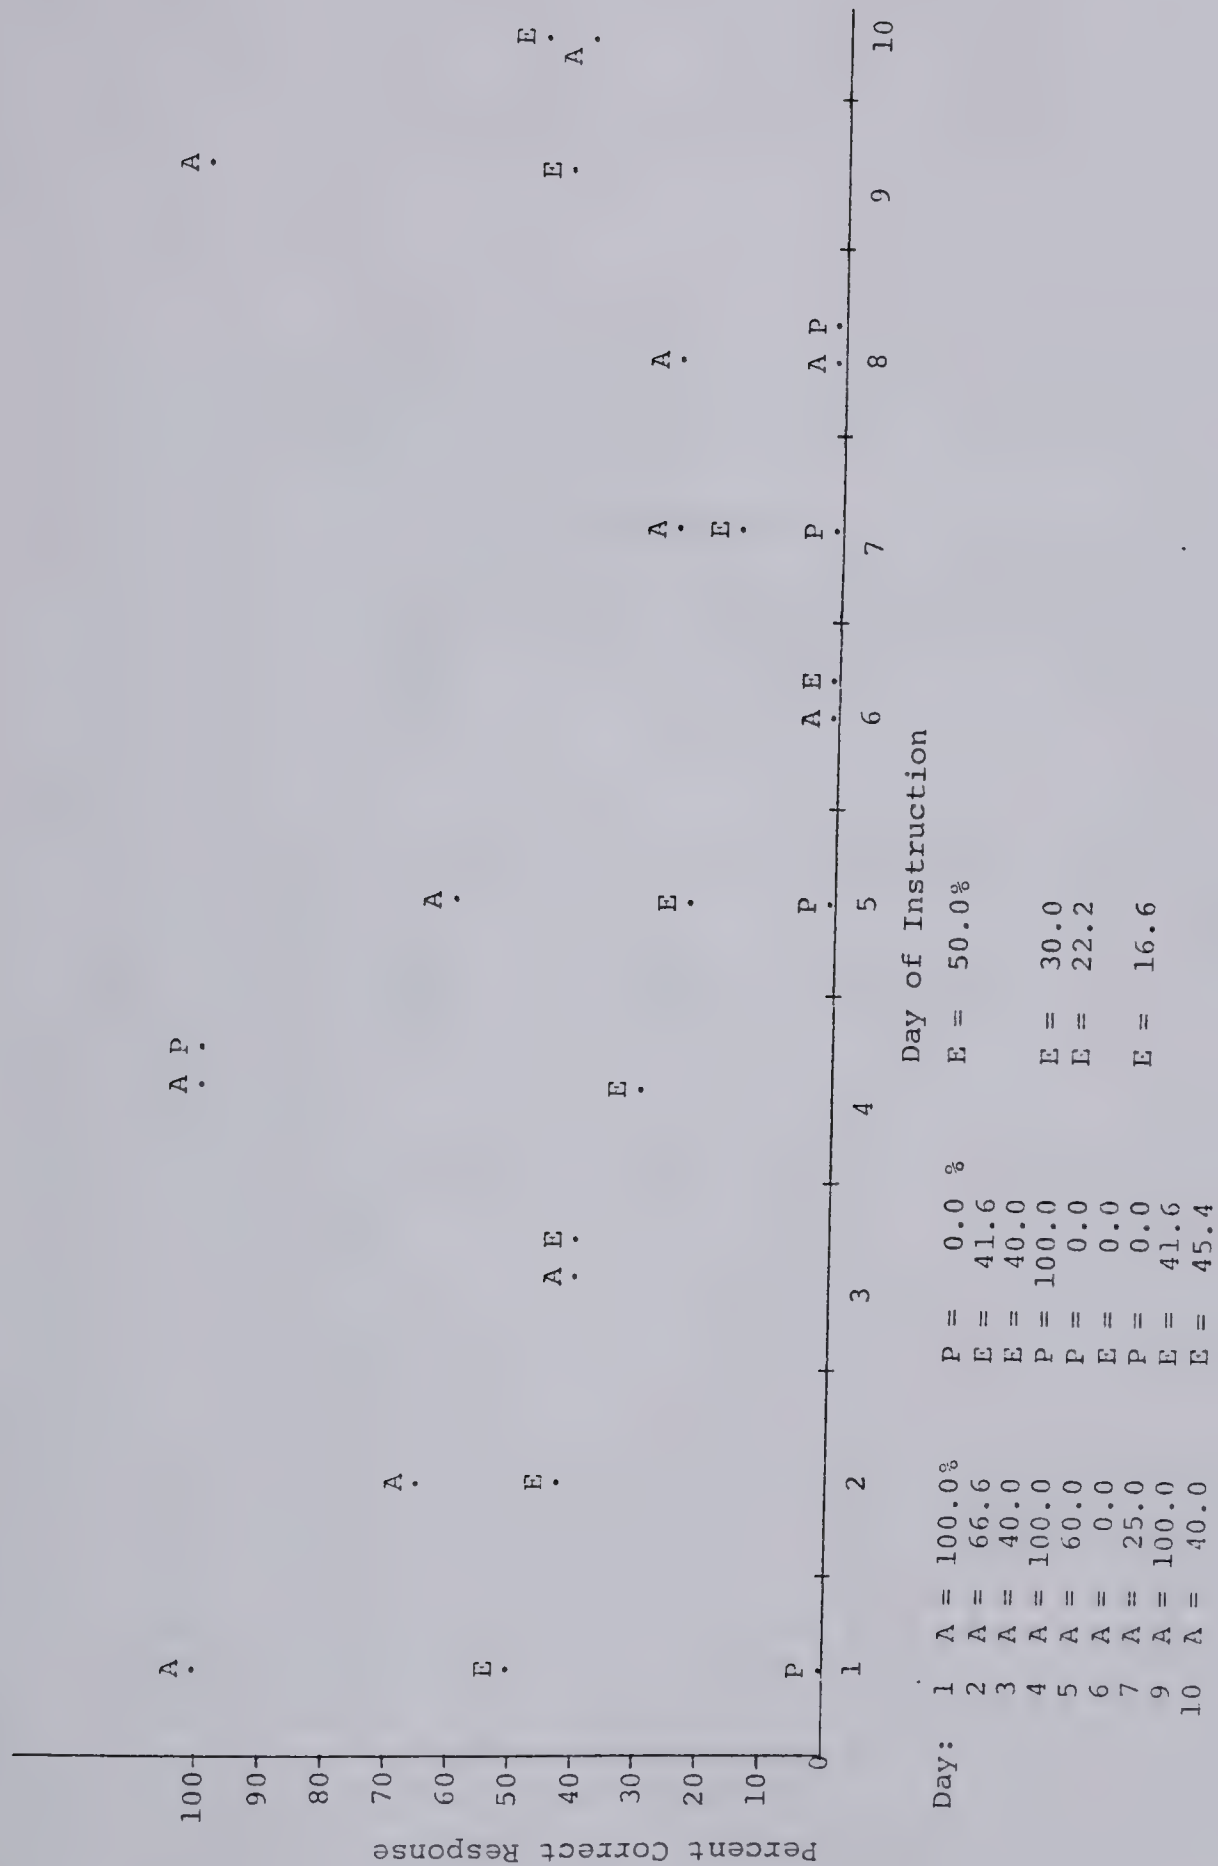 Percent Correct Response
100
90
80
70
60
50
40
30
20
10
0
A
E
P
A
E
A E
A P
E
A
E
P
A E
A
E
P
A
A P
A
E
E
A
1 2 3 4 5 6 7 8 9 10
Day of Instruction
Day: 1 A = 100.0% P = 0.0 % E = 50.0%
2 A = 66.6 E = 41.6
3 A = 40.0 E = 40.0
4 A = 100.0 P = 100.0 E = 30.0
5 A = 60.0 P = 0.0 E = 22.2
6 A = 0.0 E = 0.0
7 A = 25.0 P = 0.0 E = 16.6
9 A = 100.0 E = 41.6
10 A = 40.0 E = 45.4